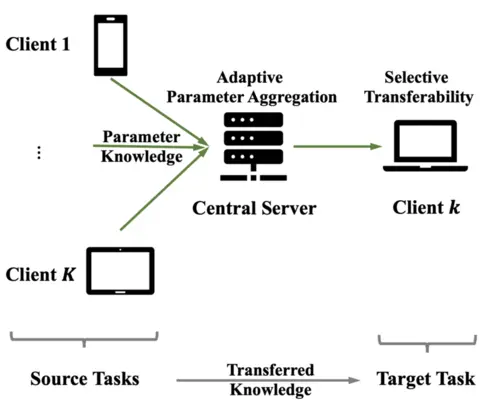 Client 1
Adaptive
Parameter Aggregation
Selective
Transferability
...
Parameter
Knowledge
Central Server
Client k
Client K
Source Tasks
Transferred
Knowledge
Target Task